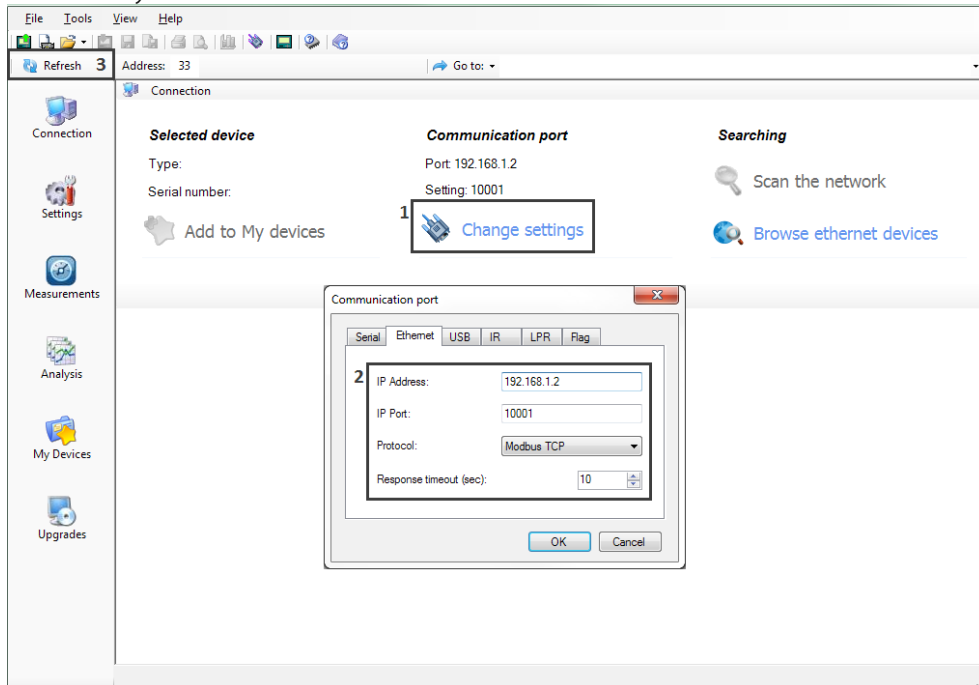 File Tools View Help
Refresh 3 Address: 33 Go to:
Connection
Connection
Settings
Measurements
Analysis
My Devices
Upgrades
Selected device Communication port Searching
Type: Port: 192.168.1.2
Serial number: Setting: 10001
Scan the network
1
Add to My devices Change settings Browse ethernet devices
Communication port
Serial Ethernet USB IR LPR Flag
2 IP Address: 192.168.1.2
IP Port: 10001
Protocol: Modbus TCP
Response timeout (sec): 10
OK Cancel